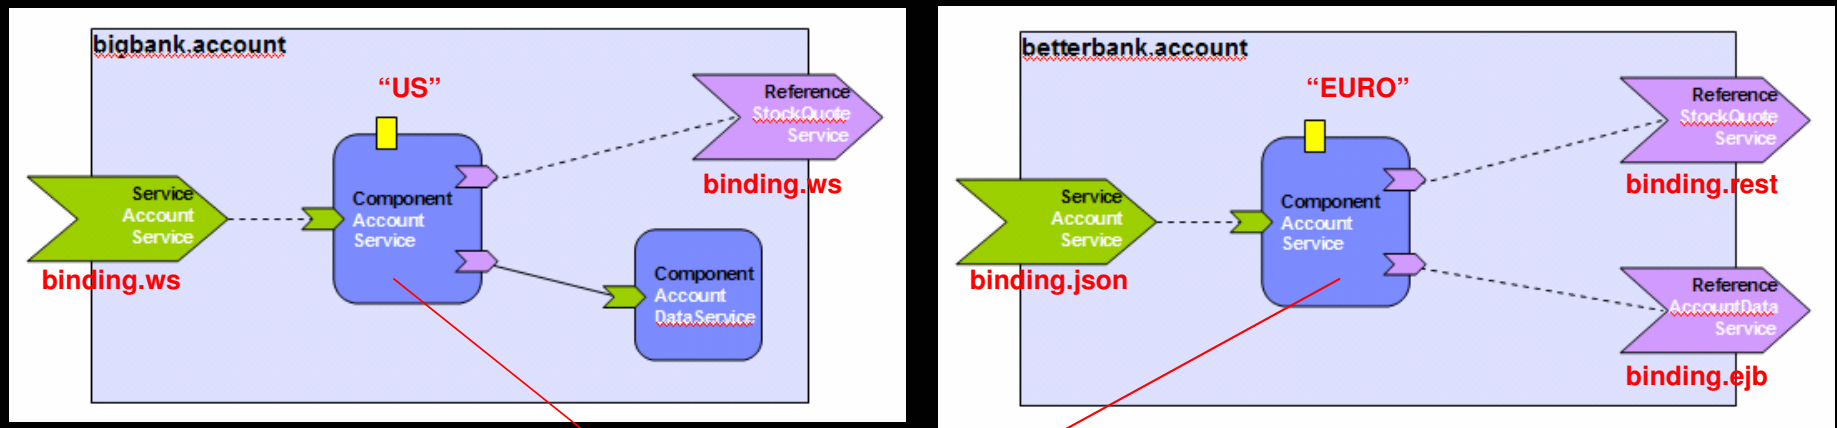 bigbank.account
“US”
Reference
StockQuote
Service
binding.ws
Service
Account
Service
binding.ws
Component
Account
Service
Component
Account
DataService
betterbank.account
“EURO”
Reference
StockQuote
Service
binding.rest
Service
Account
Service
binding.json
Component
Account
Service
Reference
AccountData
Service
binding.ejb